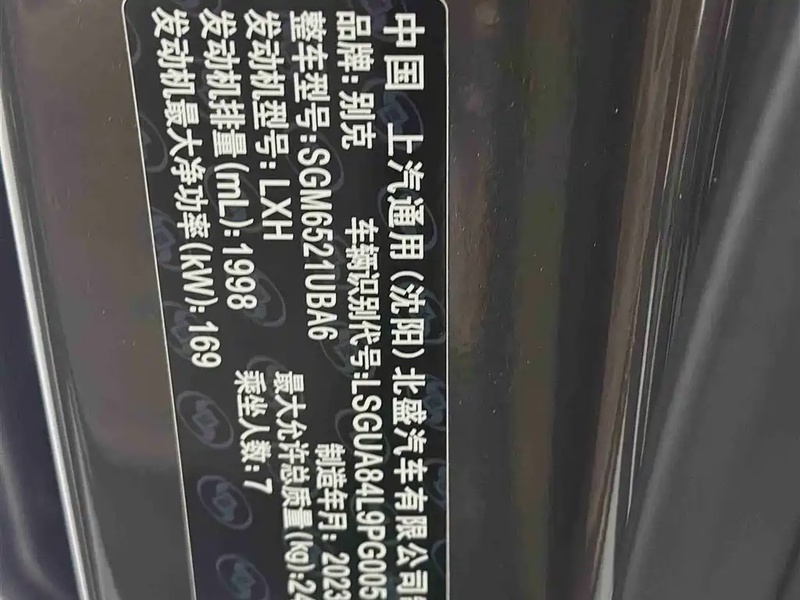 中国 上汽通用(沈阳)北盛汽车有限公司
品牌:别克 车辆识别代号:LSGUA84L9PG005
整车型号:SGM6521UBA6 制造年月:2023
发动机型号:LXH 最大允许总质量(kg):24
发动机排量(mL):1998 乘坐人数:7
发动机最大净功率(kW):169